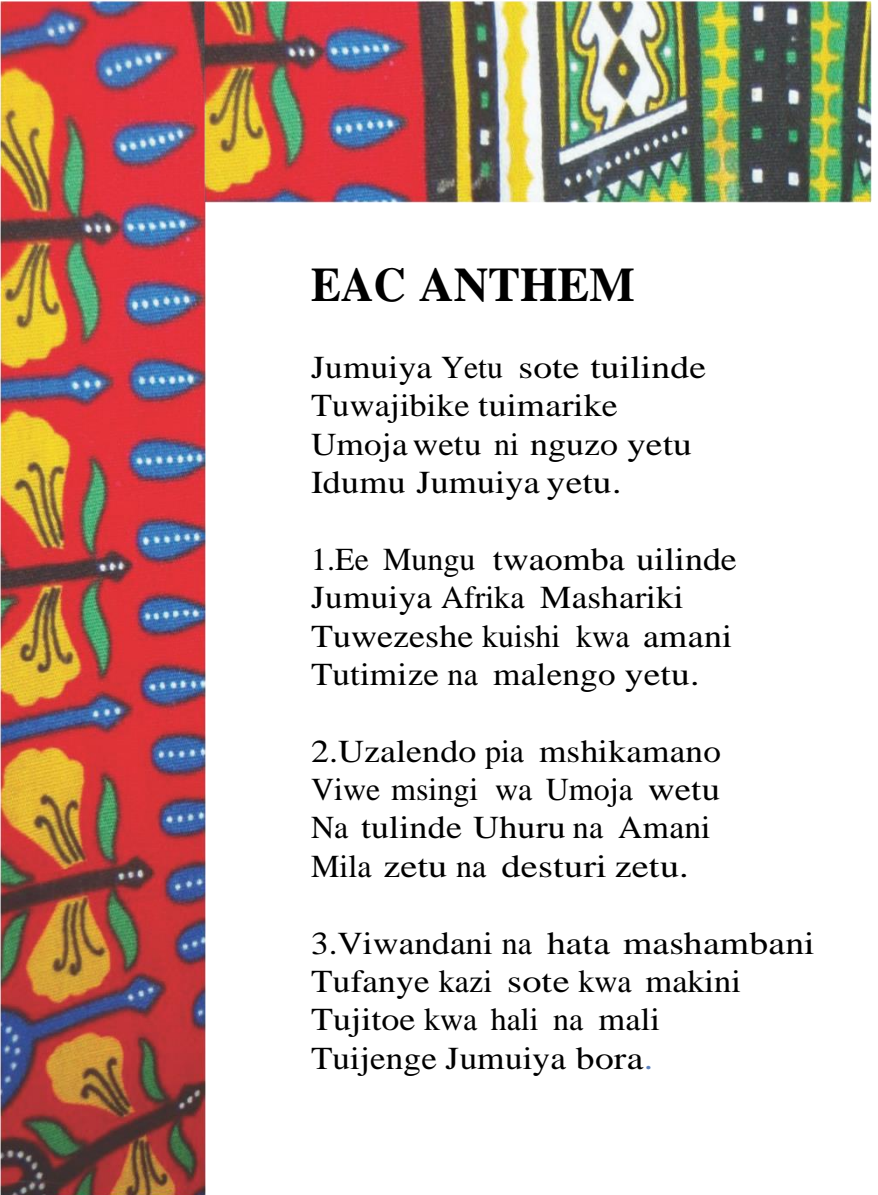 EAC ANTHEM
Jumuiya Yetu sote tuilinde
Tuwajibike tuimarike
Umoja wetu ni nguzo yetu
Idumu Jumuiya yetu.
1.Ee Mungu twaomba uilinde
Jumuiya Afrika Mashariki
Tuwezeshe kuishi kwa amani
Tutimize na malengo yetu.
2.Uzalendo pia mshikamano
Viwe msingi wa Umoja wetu
Na tulinde Uhuru na Amani
Mila zetu na desturi zetu.
3.Viwandani na hata mashambani
Tufanye kazi sote kwa makini
Tujitoe kwa hali na mali
Tuijenge Jumuiya bora.